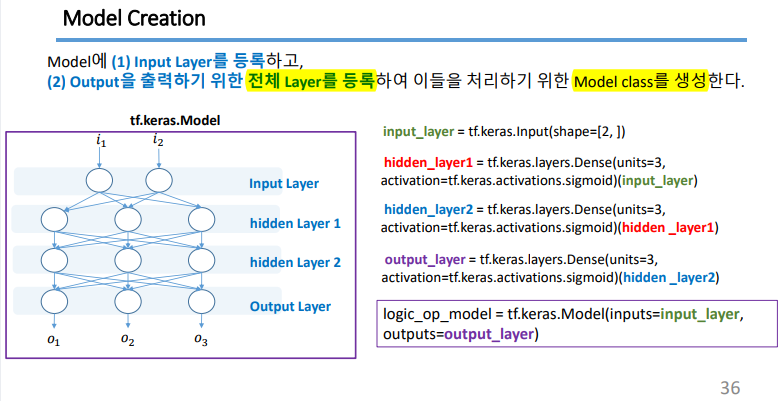 Model Creation
Model에 (1) Input Layer를 등록하고,
(2) Output을 출력하기 위한 전체 Layer를 등록하여 이들을 처리하기 위한 Model class를 생성한다.
tf.keras.Model
i₁ i₂
Input Layer
hidden Layer 1
hidden Layer 2
Output Layer
o₁ o₂ o₃
input_layer = tf.keras.Input(shape=[2, ])
hidden_layer1 = tf.keras.layers.Dense(units=3,
activation=tf.keras.activations.sigmoid)(input_layer)
hidden_layer2 = tf.keras.layers.Dense(units=3,
activation=tf.keras.activations.sigmoid)(hidden _layer1)
output_layer = tf.keras.layers.Dense(units=3,
activation=tf.keras.activations.sigmoid)(hidden _layer2)
logic_op_model = tf.keras.Model(inputs=input_layer,
outputs=output_layer)
36